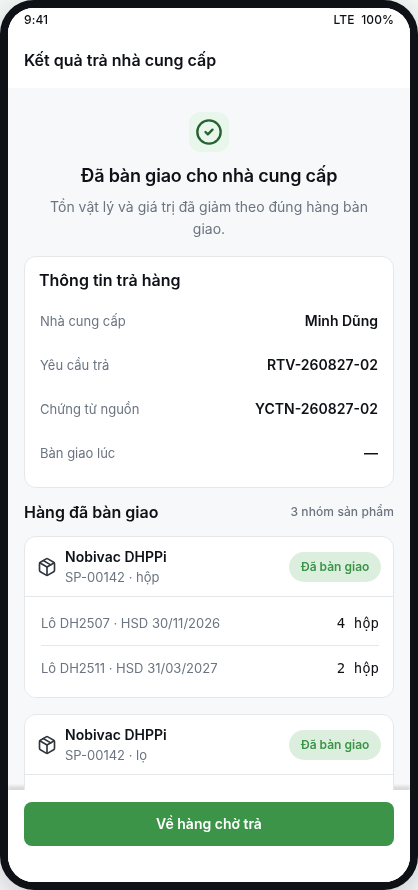 9:41
LTE 100%
Kết quả trả nhà cung cấp
Đã bàn giao cho nhà cung cấp
Tồn vật lý và giá trị đã giảm theo đúng hàng bàn
giao.
Thông tin trả hàng
Nhà cung cấp
Minh Dũng
Yêu cầu trả
RTV-260827-02
Chứng từ nguồn
YCTN-260827-02
Bàn giao lúc
—
Hàng đã bàn giao
3 nhóm sản phẩm
Nobivac DHPPi
SP-00142 · hộp
Đã bàn giao
Lô DH2507 · HSD 30/11/2026
4 hộp
Lô DH2511 · HSD 31/03/2027
2 hộp
Nobivac DHPPi
SP-00142 · lọ
Đã bàn giao
Về hàng chờ trả